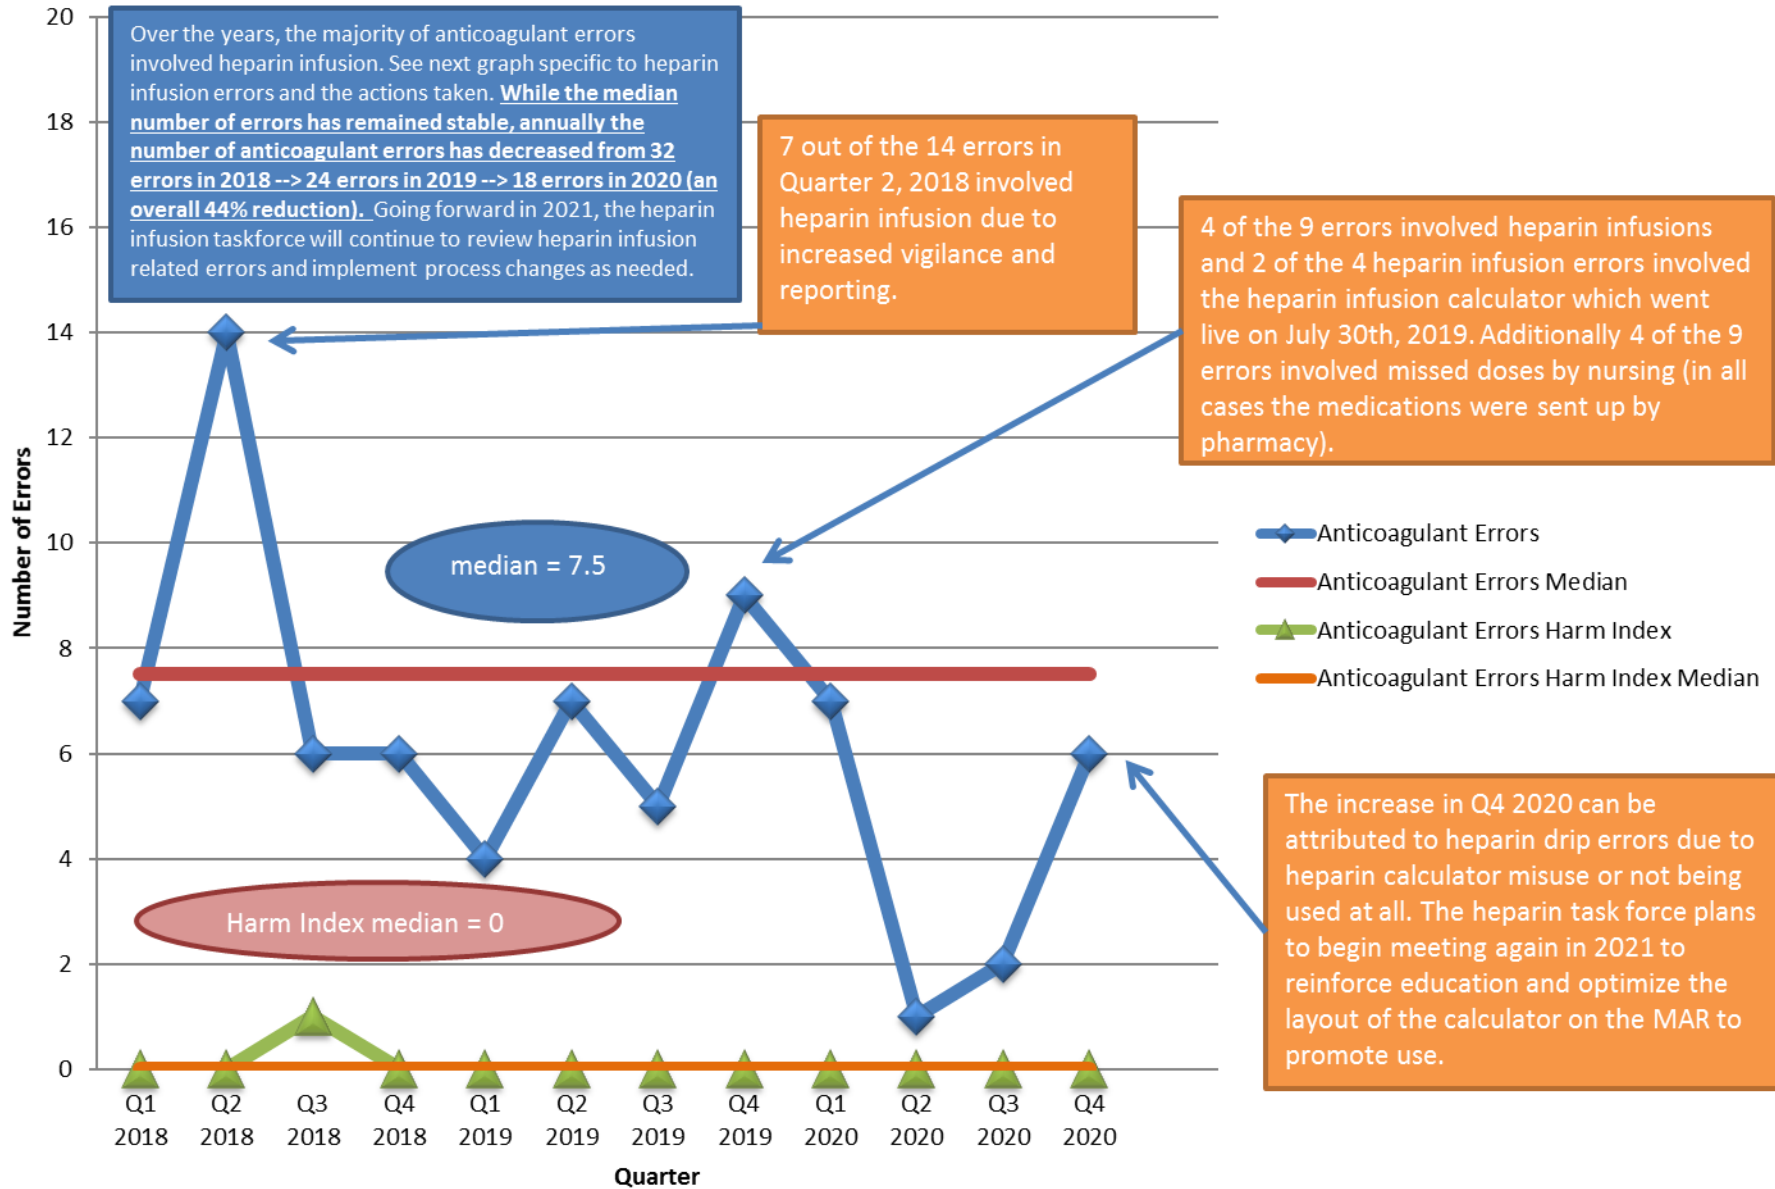 Over the years, the majority of anticoagulant errors
involved heparin infusion. See next graph specific to heparin
infusion errors and the actions taken. While the median
number of errors has remained stable, annually the
number of anticoagulant errors has decreased from 32
errors in 2018 --> 24 errors in 2019 --> 18 errors in 2020 (an
overall 44% reduction). Going forward in 2021, the heparin
infusion taskforce will continue to review heparin infusion
related errors and implement process changes as needed.
7 out of the 14 errors in
Quarter 2, 2018 involved
heparin infusion due to
increased vigilance and
reporting.
4 of the 9 errors involved heparin infusions
and 2 of the 4 heparin infusion errors involved
the heparin infusion calculator which went
live on July 30th, 2019. Additionally 4 of the 9
errors involved missed doses by nursing (in all
cases the medications were sent up by
pharmacy).
median = 7.5
Harm Index median = 0
Anticoagulant Errors
Anticoagulant Errors Median
Anticoagulant Errors Harm Index
Anticoagulant Errors Harm Index Median
The increase in Q4 2020 can be
attributed to heparin drip errors due to
heparin calculator misuse or not being
used at all. The heparin task force plans
to begin meeting again in 2021 to
reinforce education and optimize the
layout of the calculator on the MAR to
promote use.
Number of Errors
20
18
16
14
12
10
8
6
4
2
0
Q1 Q2 Q3 Q4 Q1 Q2 Q3 Q4 Q1 Q2 Q3 Q4
2018 2018 2018 2018 2019 2019 2019 2019 2020 2020 2020 2020
Quarter